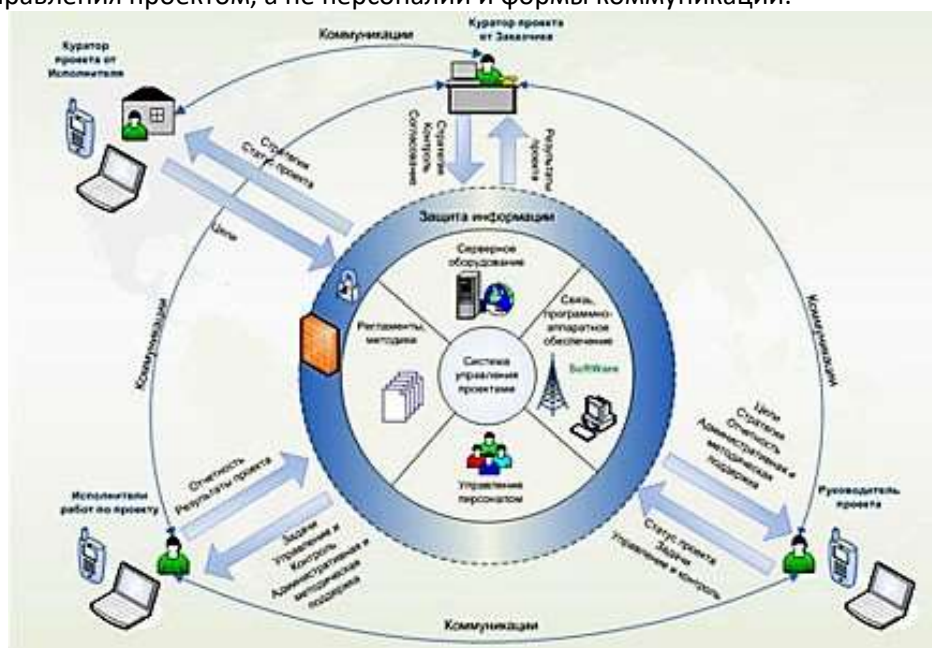 правления проектом, а не персоналии и формы коммуникации.
Коммуникации
Куратор проекта
от Заказчика
Куратор
проекта от
Исполнителя
Стратегия
Контроль
Согласование
Результаты
проекта
Стратегия
Статус проекта
Цели
Защита информации
Серверное
оборудование
Связь,
программно-
аппаратное
обеспечение
SoftWare
Регламенты,
методики
Система
управления
проектами
Управление
персоналом
Коммуникации
Коммуникации
Цели
Стратегия
Отчетность
Административная и
методическая
поддержка
Отчетность
Результаты проекта
Исполнители
работ по проекту
Задачи
Управление и
Контроль
Административная и
методическая
поддержка
Статус проекта
Задачи
Управление и контроль
Руководитель
проекта
Коммуникации